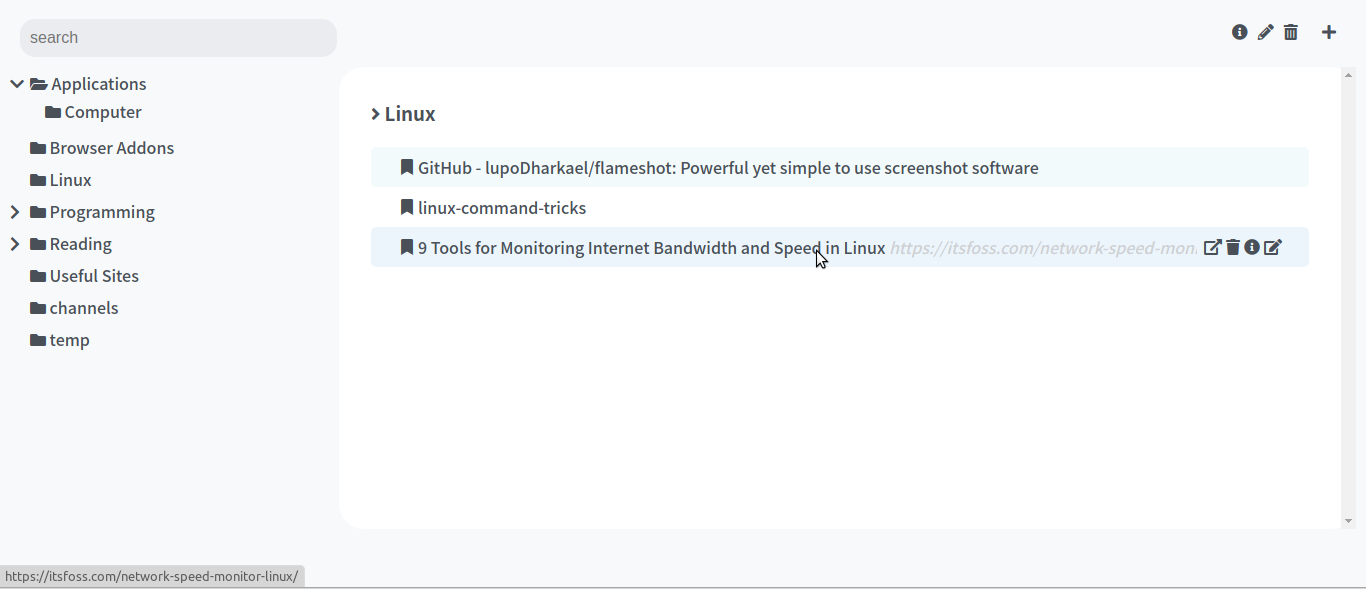 search
Applications
Computer
Browser Addons
Linux
Programming
Reading
Useful Sites
channels
temp
Linux
GitHub - lupoDharkael/flameshot: Powerful yet simple to use screenshot software
linux-command-tricks
9 Tools for Monitoring Internet Bandwidth and Speed in Linux https://itsfoss.com/network-speed-mon
https://itsfoss.com/network-speed-monitor-linux/